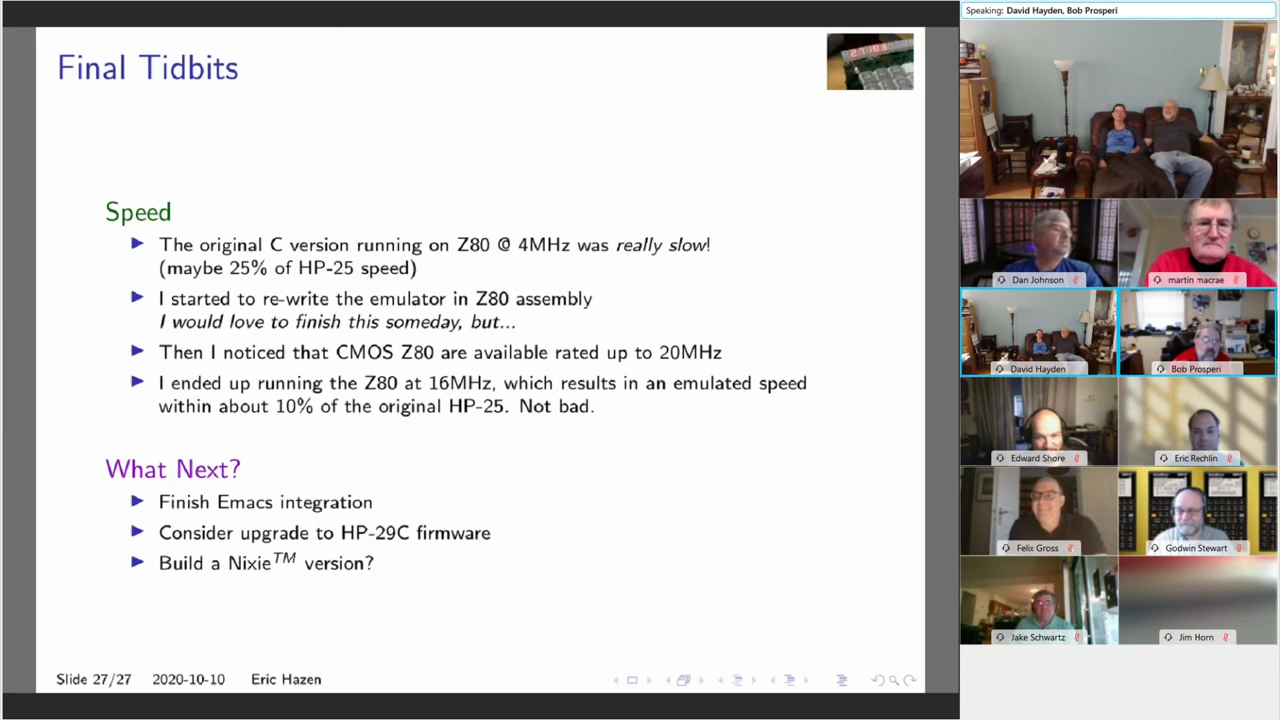 Speaking: David Hayden, Bob Prosperi
Final Tidbits
Speed
The original C version running on Z80 @ 4MHz was really slow!
(maybe 25% of HP-25 speed)
I started to re-write the emulator in Z80 assembly
I would love to finish this someday, but...
Then I noticed that CMOS Z80 are available rated up to 20MHz
I ended up running the Z80 at 16MHz, which results in an emulated speed
within about 10% of the original HP-25. Not bad.
What Next?
Finish Emacs integration
Consider upgrade to HP-29C firmware
Build a Nixie™ version?
Slide 27/27 2020-10-10 Eric Hazen
Dan Johnson
martin macrae
David Hayden
Bob Prosperi
Edward Shore
Eric Rechlin
Felix Gross
Godwin Stewart
Jake Schwartz
Jim Horn